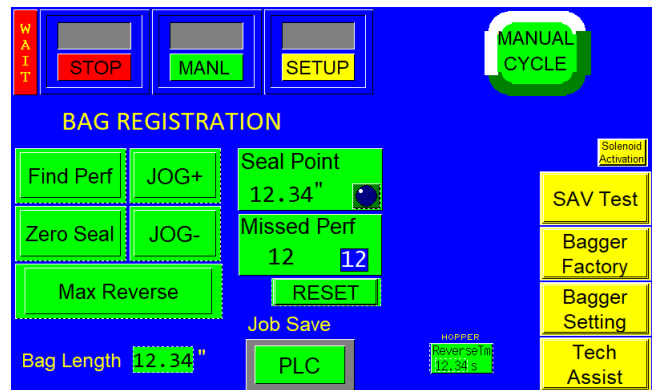 WAIT
STOP
MANL
SETUP
MANUAL
CYCLE
BAG REGISTRATION
Solenoid
Activation
Find Perf
JOG+
Seal Point
12.34"
SAV Test
Zero Seal
JOG-
Missed Perf
12 12
Bagger
Factory
Max Reverse
RESET
Bagger
Setting
Job Save
Bag Length 12.34"
PLC
HOPPER
ReverseTm
12.34s
Tech
Assist